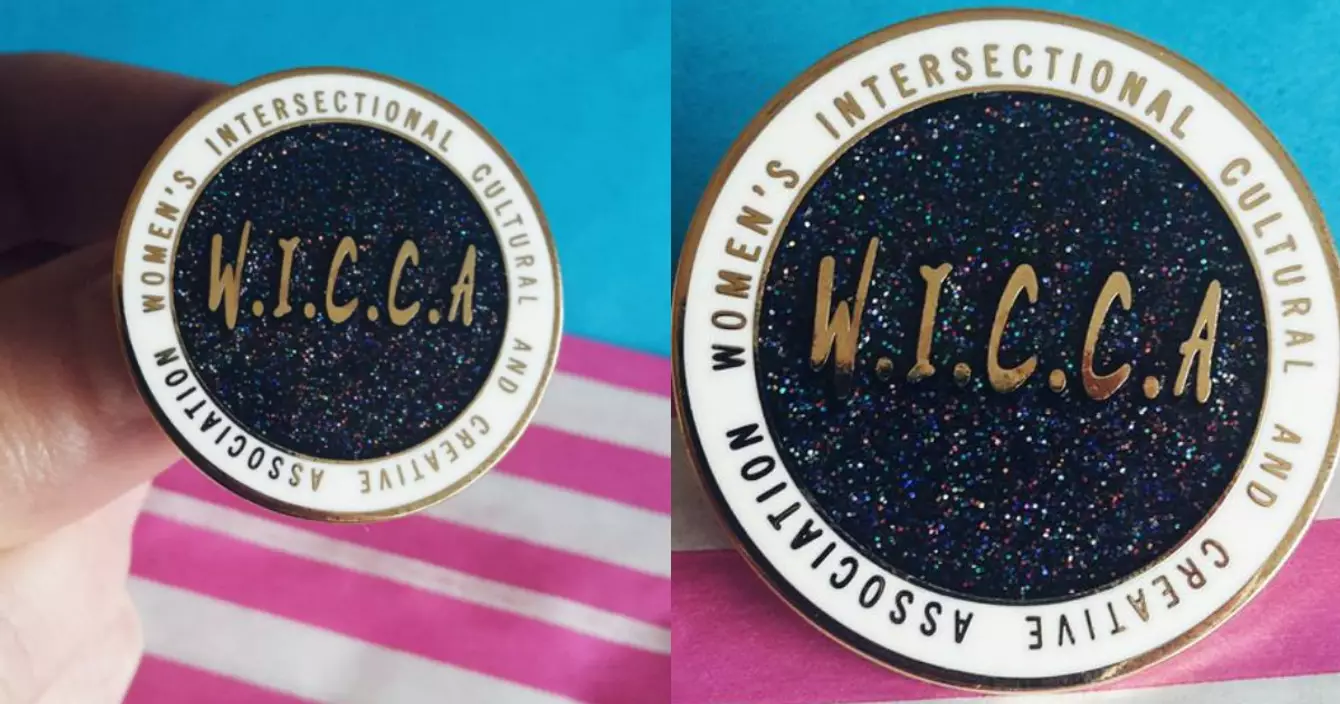 WOMEN'S INTERSECTIONAL CULTURAL AND CREATIVE ASSOCIATION
W.I.C.C.A
WOMEN'S INTERSECTIONAL CULTURAL AND CREATIVE ASSOCIATION
W.I.C.C.A